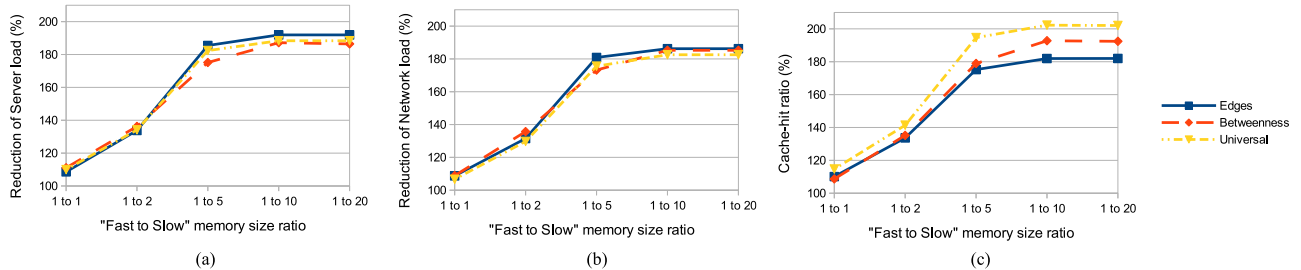 Reduction of Server load (%)
200
180
160
140
120
100
1 to 1
1 to 2
1 to 5
1 to 10
1 to 20
"Fast to Slow" memory size ratio
(a)
Reduction of Network load (%)
200
180
160
140
120
100
1 to 1
1 to 2
1 to 5
1 to 10
1 to 20
"Fast to Slow" memory size ratio
(b)
Cache-hit ratio (%)
200
180
160
140
120
100
1 to 1
1 to 2
1 to 5
1 to 10
1 to 20
"Fast to Slow" memory size ratio
(c)
Edges
Betweenness
Universal